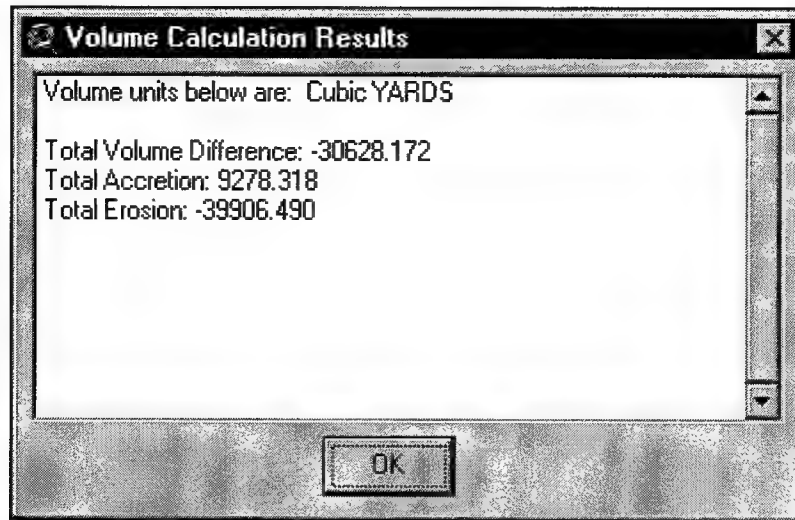 Volume Calculation Results
Volume units below are: Cubic YARDS
Total Volume Difference: -30628.172
Total Accretion: 9278.318
Total Erosion: -39906.490
OK